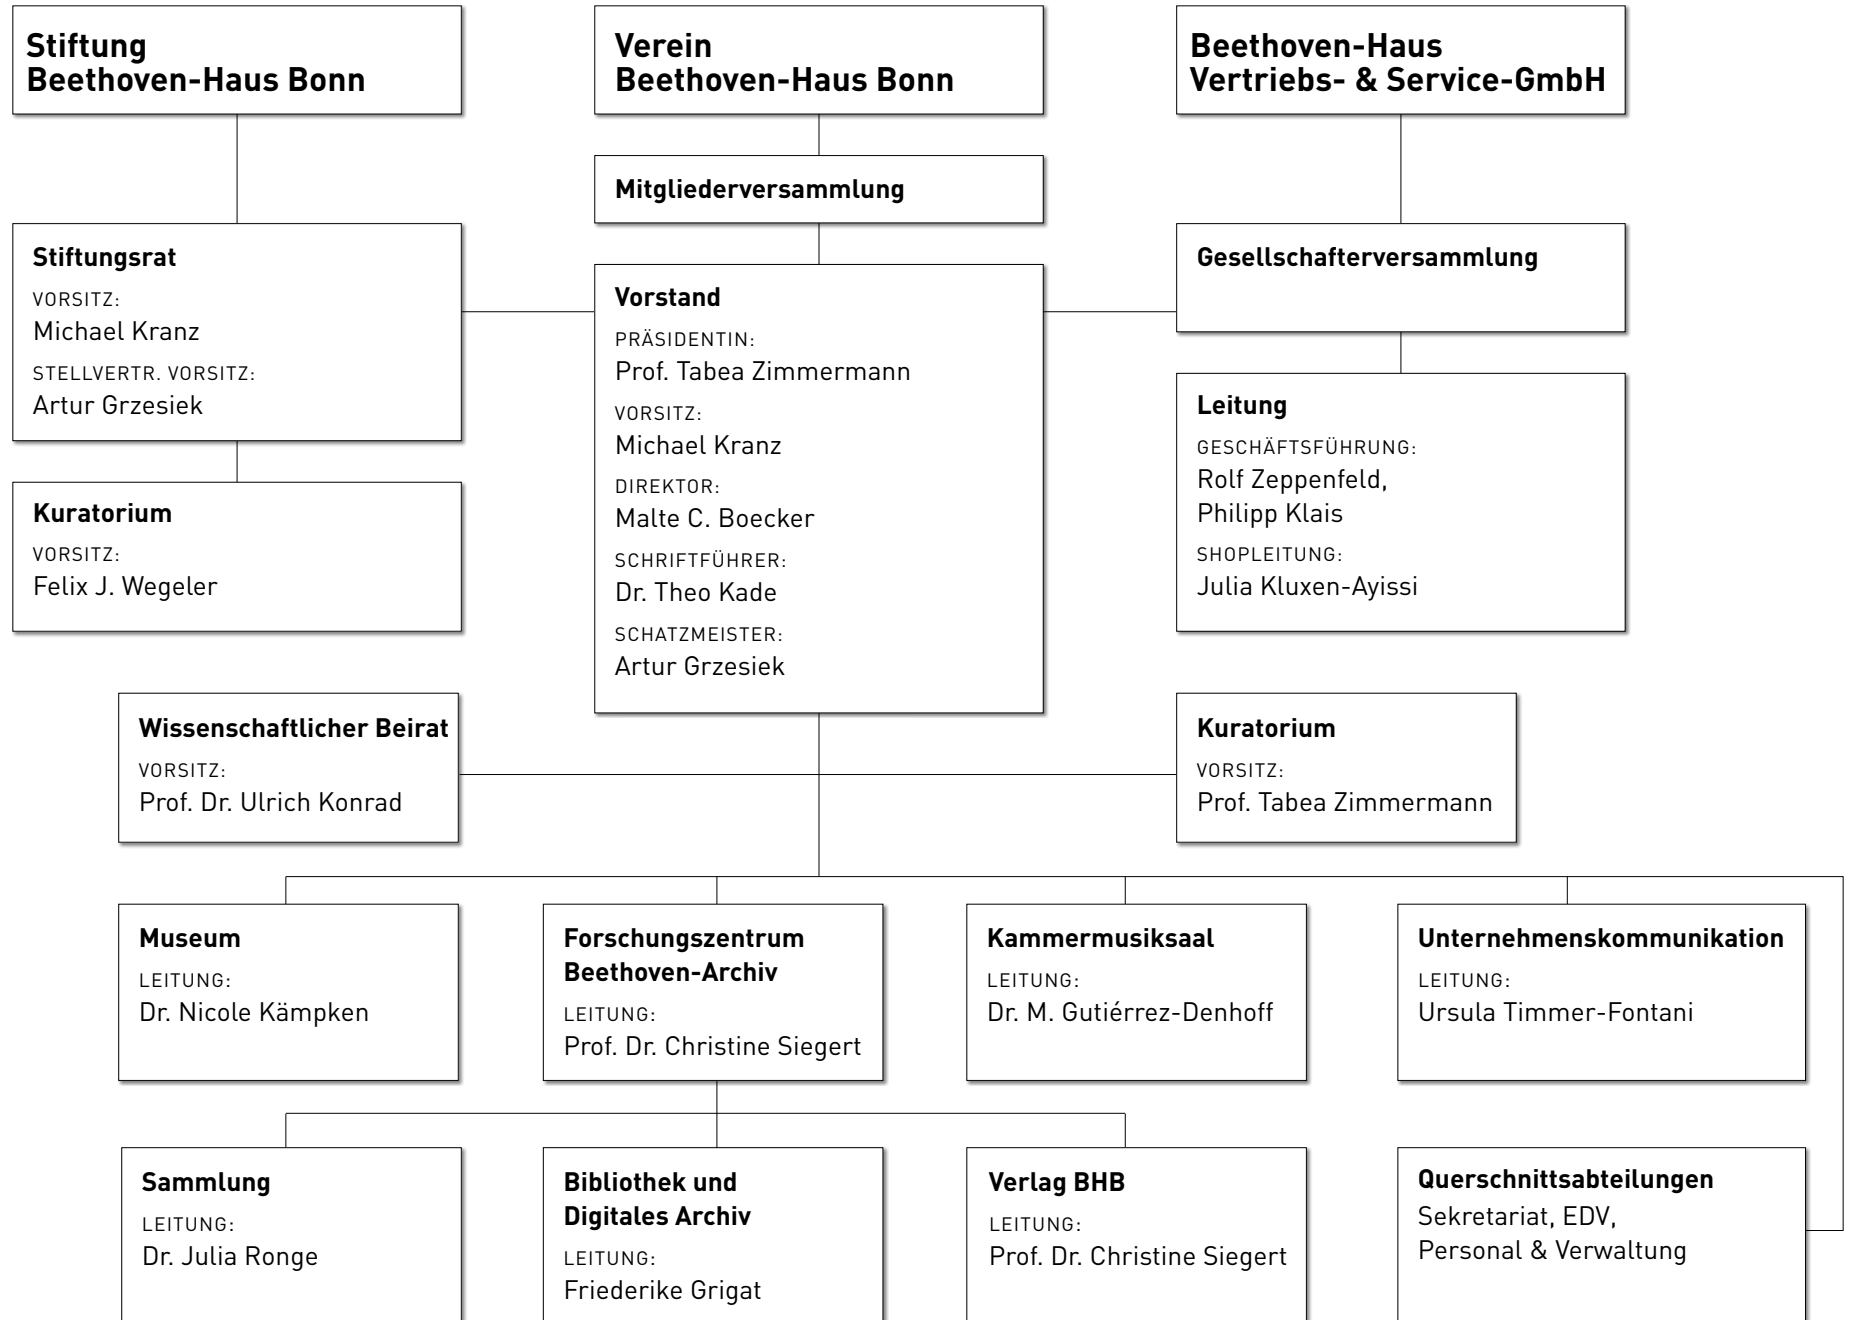 Stiftung
Beethoven-Haus Bonn
Verein
Beethoven-Haus Bonn
Beethoven-Haus
Vertriebs- & Service-GmbH
Mitgliederversammlung
Stiftungsrat
VORSITZ:
Michael Kranz
STELLVERTR. VORSITZ:
Artur Grzesiek
Vorstand
PRÄSIDENTIN:
Prof. Tabea Zimmermann
VORSITZ:
Michael Kranz
DIREKTOR:
Malte C. Boecker
SCHRIFTFÜHRER:
Dr. Theo Kade
SCHATZMEISTER:
Artur Grzesiek
Gesellschafterversammlung
Leitung
GESCHÄFTSFÜHRUNG:
Rolf Zeppenfeld,
Philipp Klais
SHOPLEITUNG:
Julia Kluxen-Ayissi
Kuratorium
VORSITZ:
Felix J. Wegeler
Wissenschaftlicher Beirat
VORSITZ:
Prof. Dr. Ulrich Konrad
Kuratorium
VORSITZ:
Prof. Tabea Zimmermann
Museum
LEITUNG:
Dr. Nicole Kämpken
Forschungszentrum
Beethoven-Archiv
LEITUNG:
Prof. Dr. Christine Siegert
Kammermusiksaal
LEITUNG:
Dr. M. Gutiérrez-Denhoff
Unternehmenskommunikation
LEITUNG:
Ursula Timmer-Fontani
Sammlung
LEITUNG:
Dr. Julia Ronge
Bibliothek und
Digitales Archiv
LEITUNG:
Friederike Grigat
Verlag BHB
LEITUNG:
Prof. Dr. Christine Siegert
Querschnittsabteilungen
Sekretariat, EDV,
Personal & Verwaltung